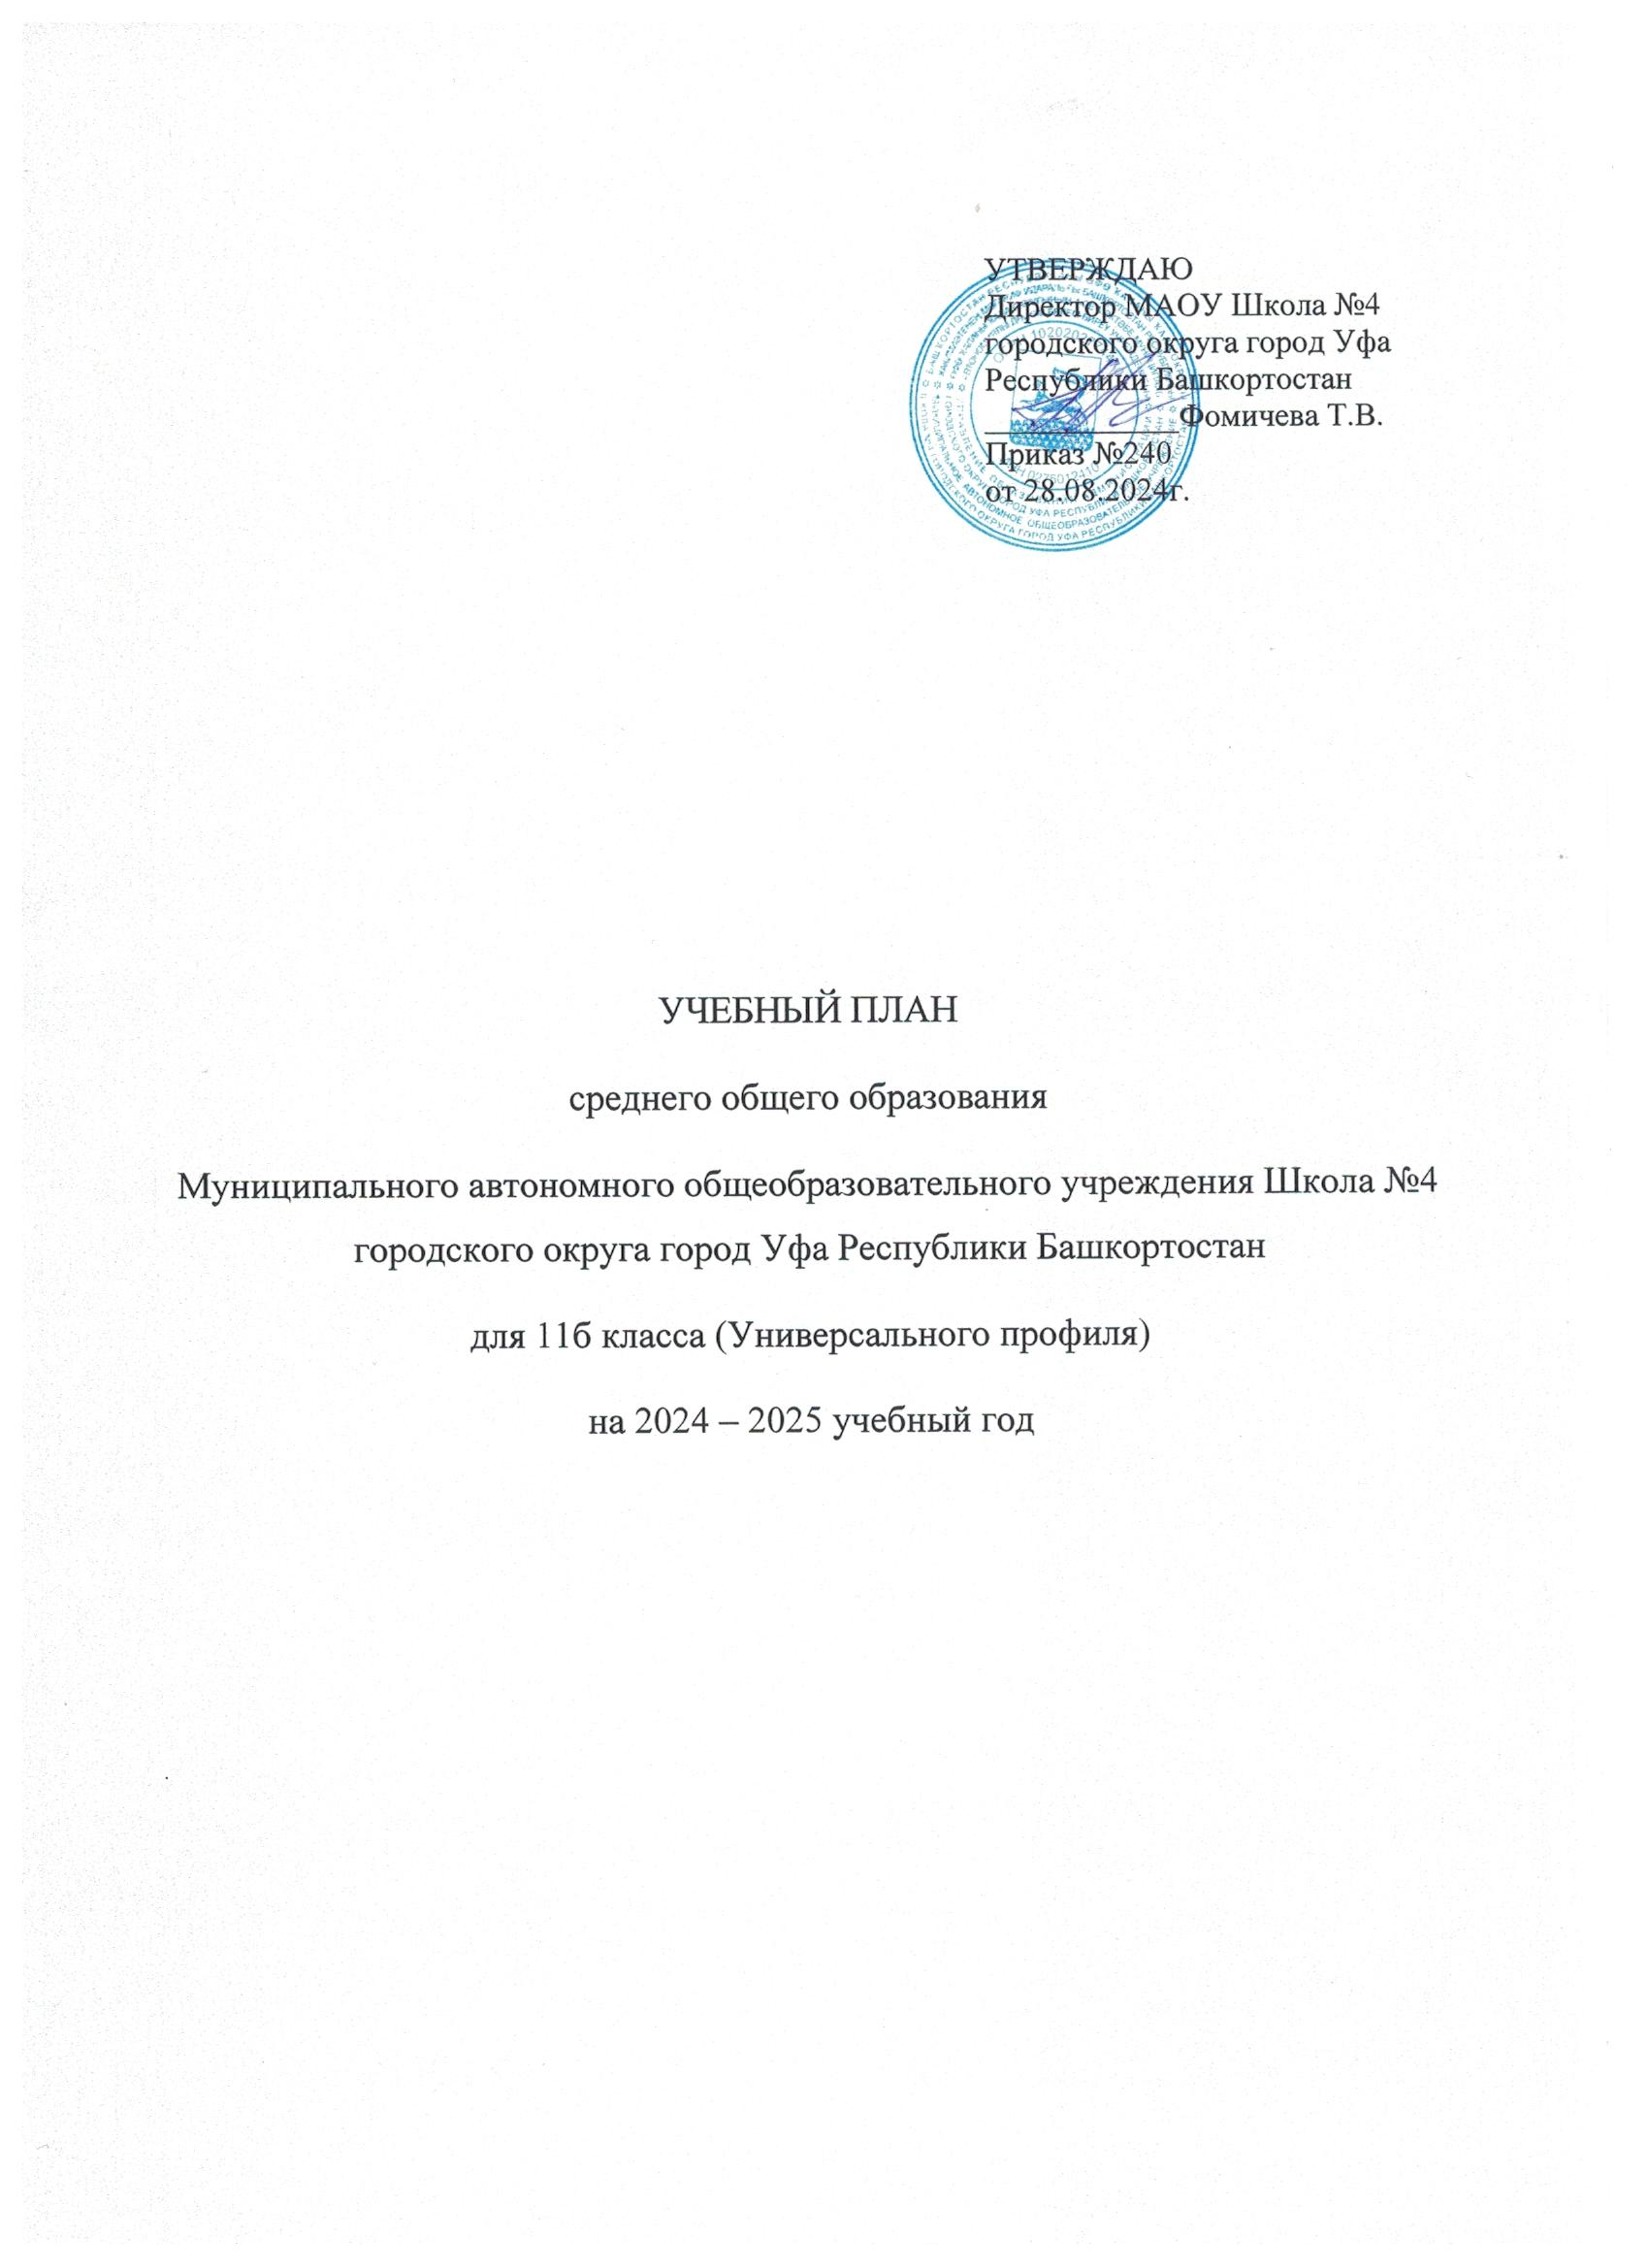 УТВЕРЖДАЮ
Директор МАОУ Школа №4
городского округа город Уфа
Республики Башкортостан
____________Фомичева Т.В.
Приказ №240
от 28.08.2024г.
УЧЕБНЫЙ ПЛАН
среднего общего образования
Муниципального автономного общеобразовательного учреждения Школа №4
городского округа город Уфа Республики Башкортостан
для 11б класса (Универсального профиля)
на 2024 – 2025 учебный год